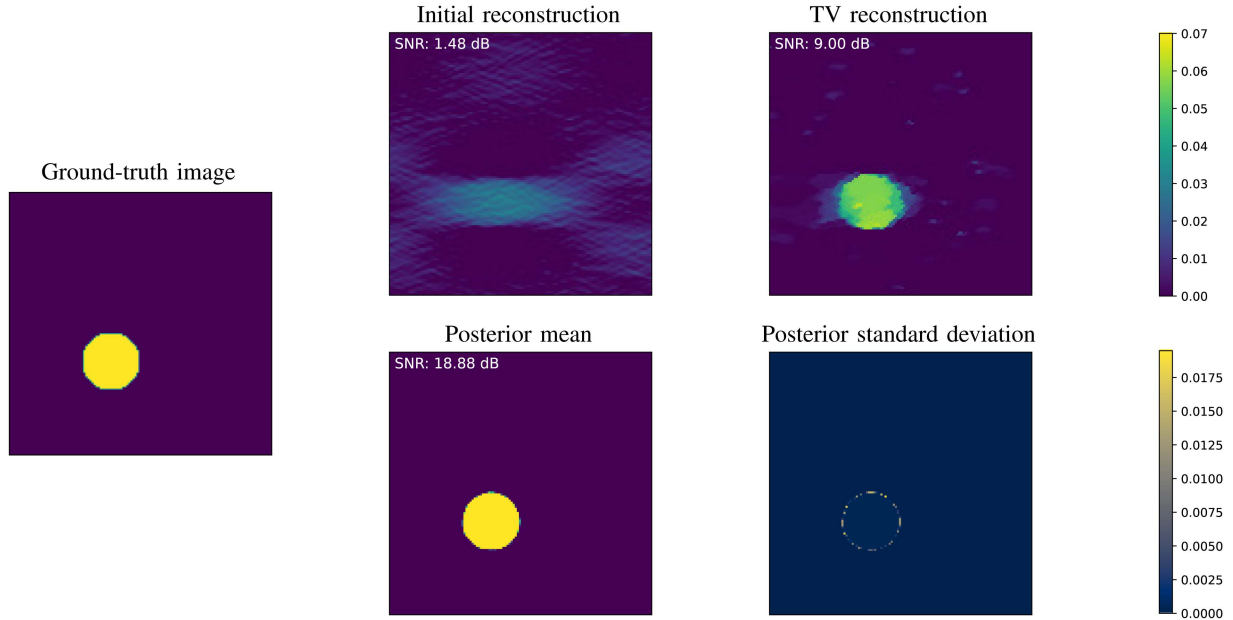 Initial reconstruction
TV reconstruction
SNR: 1.48 dB
SNR: 9.00 dB
0.07
0.06
0.05
0.04
0.03
0.02
0.01
0.00
Ground-truth image
Posterior mean
Posterior standard deviation
SNR: 18.88 dB
0.0175
0.0150
0.0125
0.0100
0.0075
0.0050
0.0025
0.0000